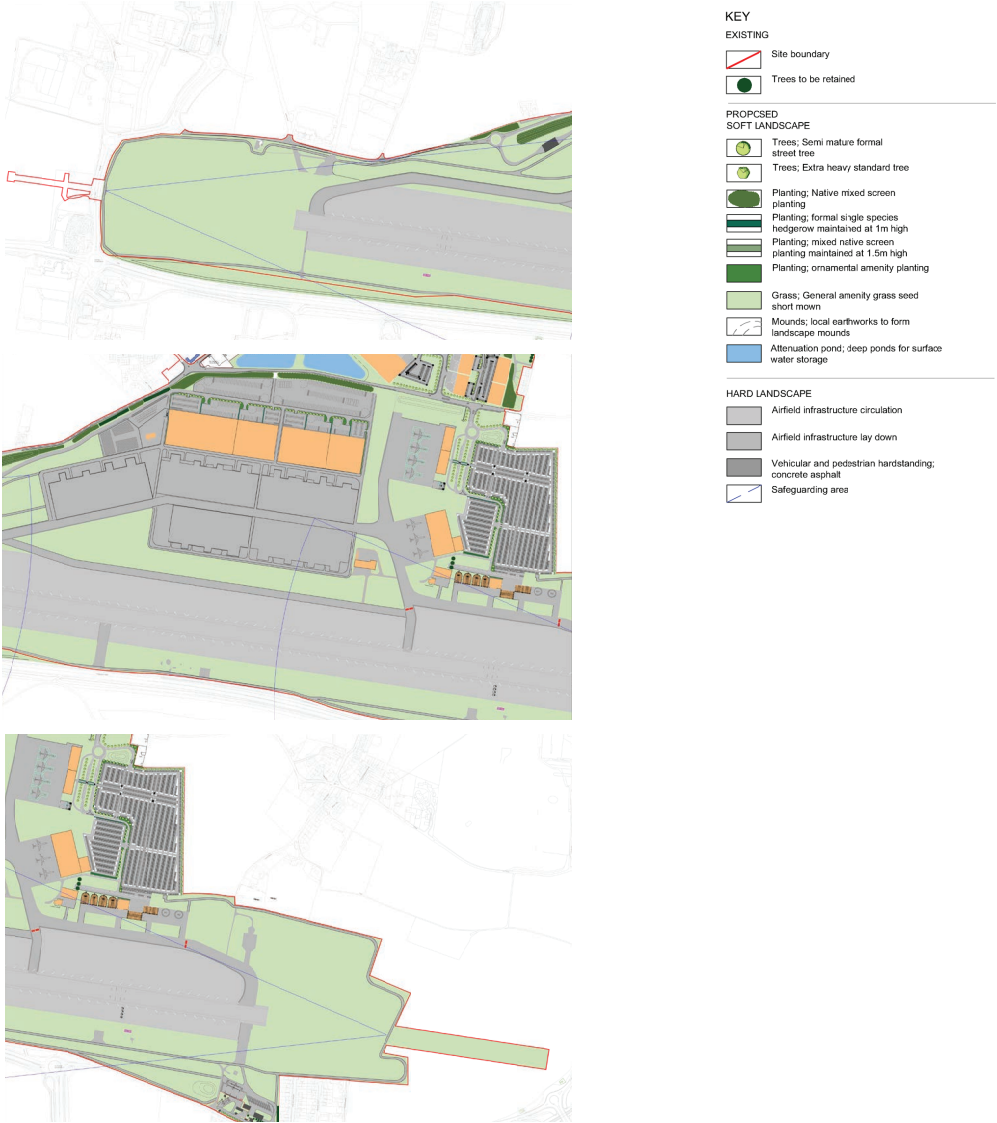 KEY
EXISTING
Site boundary
Trees to be retained
PROPCSED
SOFT LANDSCAPE
Trees; Semi mature formal
street tree
Trees; Extra heavy standard tree
Planting; Native mixed screen
planting
Planting; formal single species
hedgerow maintained at 1m high
Planting; mixed native screen
planting maintained at 1.5m high
Planting; ornamental amenity planting
Grass; General amenity grass seed
short mown
Mounds; local earthworks to form
landscape mounds
Attenuation pond; deep ponds for surface
water storage
HARD LANDSCAPE
Airfield infrastructure circulation
Airfield infrastructure lay down
Vehicular and pedestrian hardstanding;
concrete asphalt
Safeguarding area